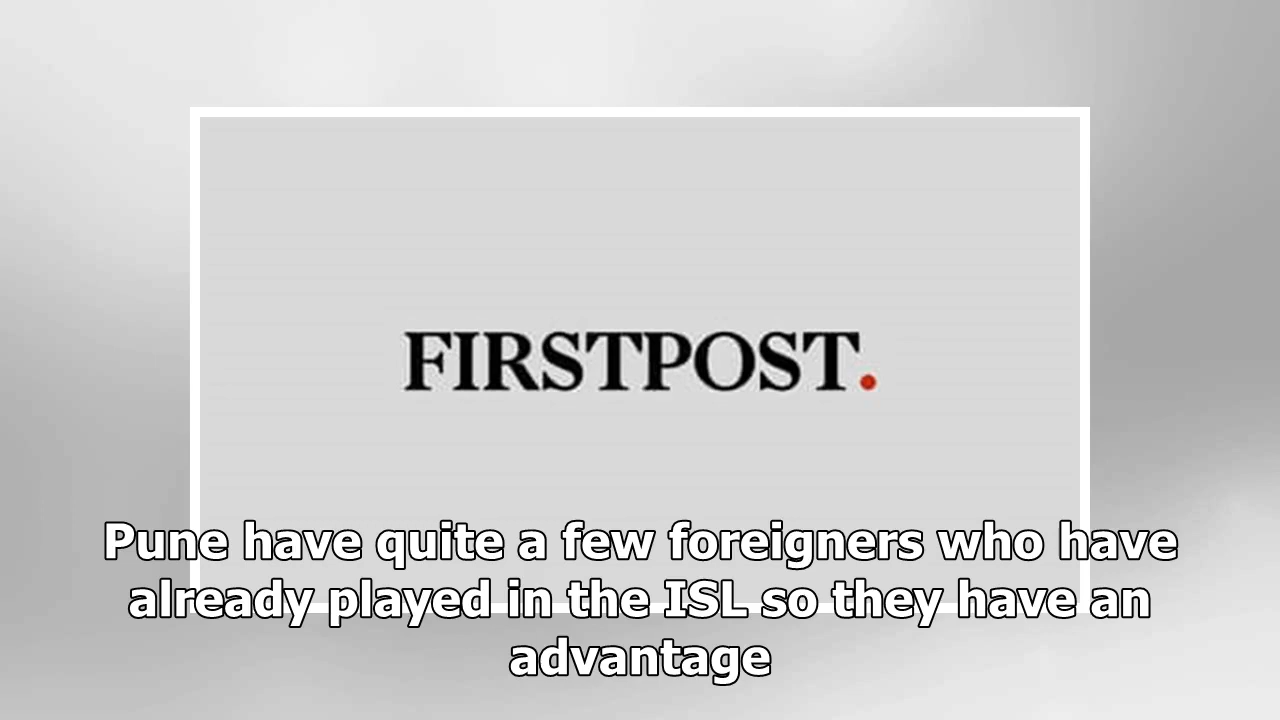 FIRSTPOST.
Pune have quite a few foreigners who have
already played in the ISL so they have an
advantage